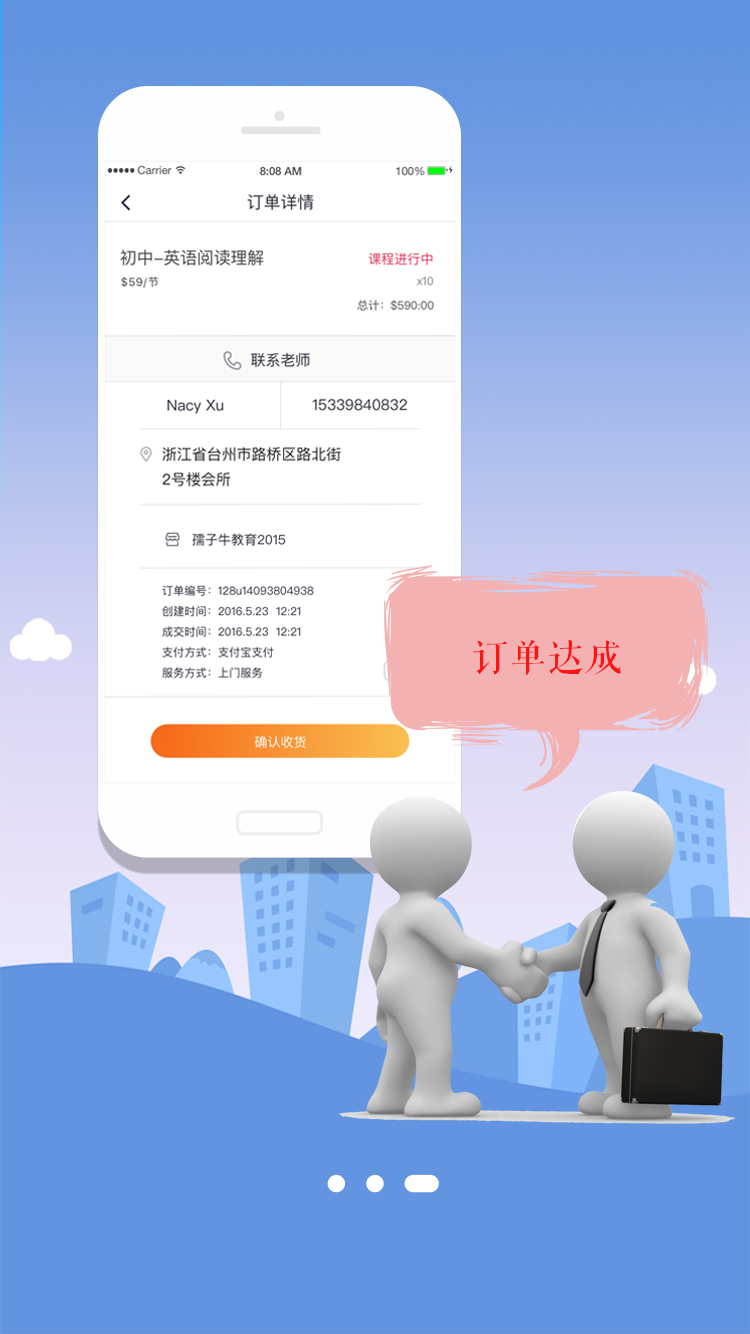 Carrier 8:08 AM 100%
订单详情
初中-英语阅读理解 课程进行中
$59/节 x10
总计：$590:00
联系老师
Nacy Xu 15339840832
浙江省台州市路桥区路北街
2号楼会所
孺子牛教育2015
订单编号：128u14093804938
创建时间：2016.5.23 12:21
成交时间：2016.5.23 12:21
支付方式：支付宝支付
服务方式：上门服务
订单达成
确认收货